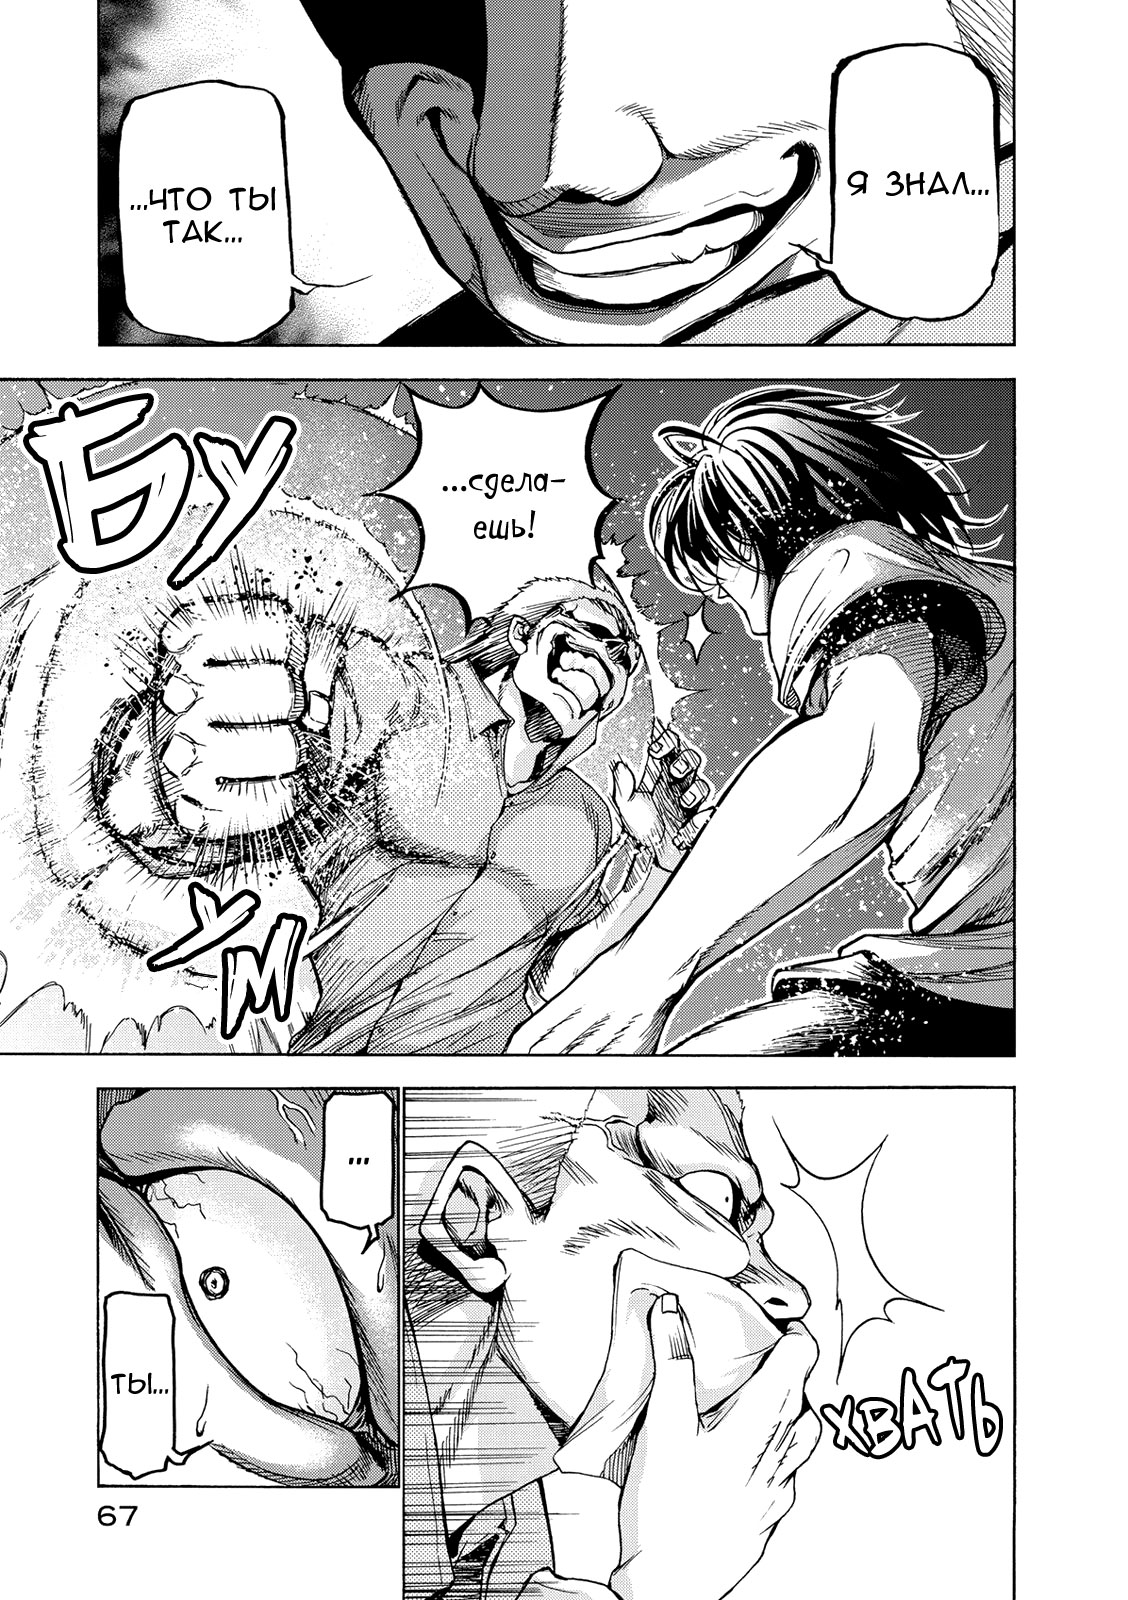 Я ЗНАЛ...
...ЧТО ТЫ
ТАК...
...сдела-
ешь!
БУ
УМ
ХВАТЬ
...
ТЫ...
67